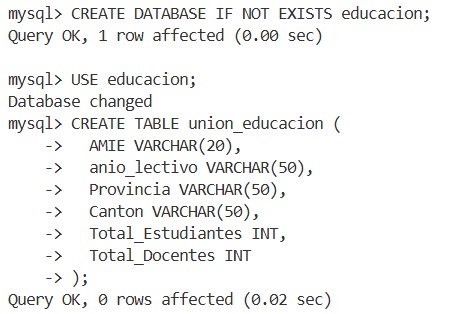 mysql> CREATE DATABASE IF NOT EXISTS educacion;
Query OK, 1 row affected (0.00 sec)

mysql> USE educacion;
Database changed
mysql> CREATE TABLE union_educacion (
    ->   AMIE VARCHAR(20),
    ->   anio_lectivo VARCHAR(50),
    ->   Provincia VARCHAR(50),
    ->   Canton VARCHAR(50),
    ->   Total_Estudiantes INT,
    ->   Total_Docentes INT
    -> );
Query OK, 0 rows affected (0.02 sec)